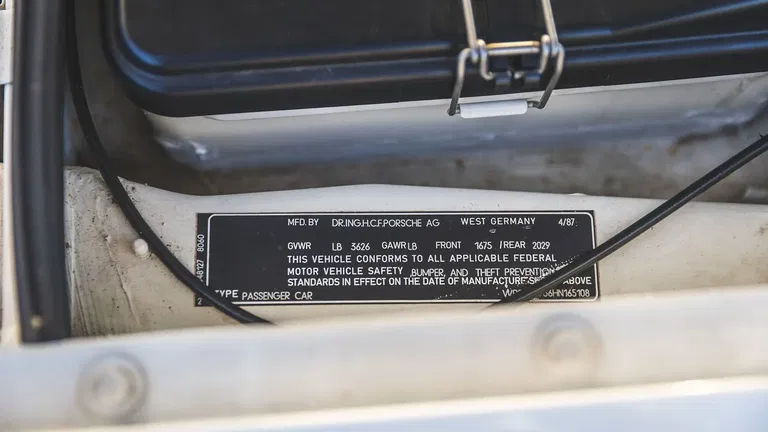 MFD. BY DR.ING.H.C.F.PORSCHE AG WEST GERMANY 4/87
GVWR LB 3626 GAWR LB FRONT 1675 /REAR 2029
THIS VEHICLE CONFORMS TO ALL APPLICABLE FEDERAL
MOTOR VEHICLE SAFETY ,BUMPER, AND THEFT PREVENTION
STANDARDS IN EFFECT ON THE DATE OF MANUFACTURE ABOVE
TYPE PASSENGER CAR
8060